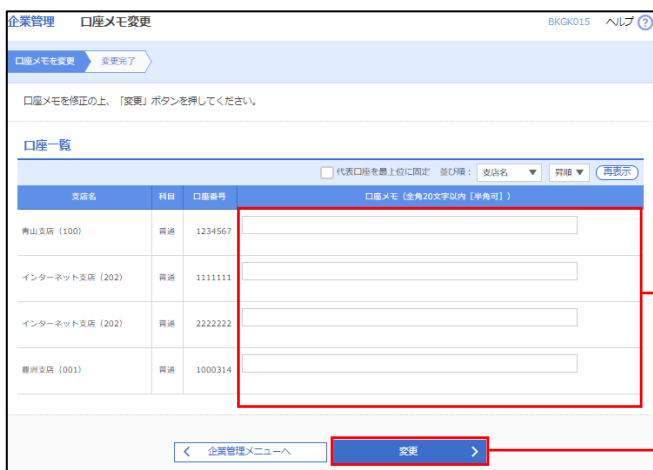 企業管理 口座メモ変更 BKGK015 ヘルプ ?
口座メモを変更 変更完了
口座メモを修正の上、「変更」ボタンを押してください。
口座一覧
代表口座を最上位に固定 並び順： 支店名 ▼ 昇順 ▼ 再表示
支店名 科目 口座番号 口座メモ（全角20文字以内［半角可］）
青山支店（100） 普通 1234567
インターネット支店（202） 普通 1111111
インターネット支店（202） 普通 2222222
豊洲支店（001） 普通 1000314
企業管理メニューへ 変更